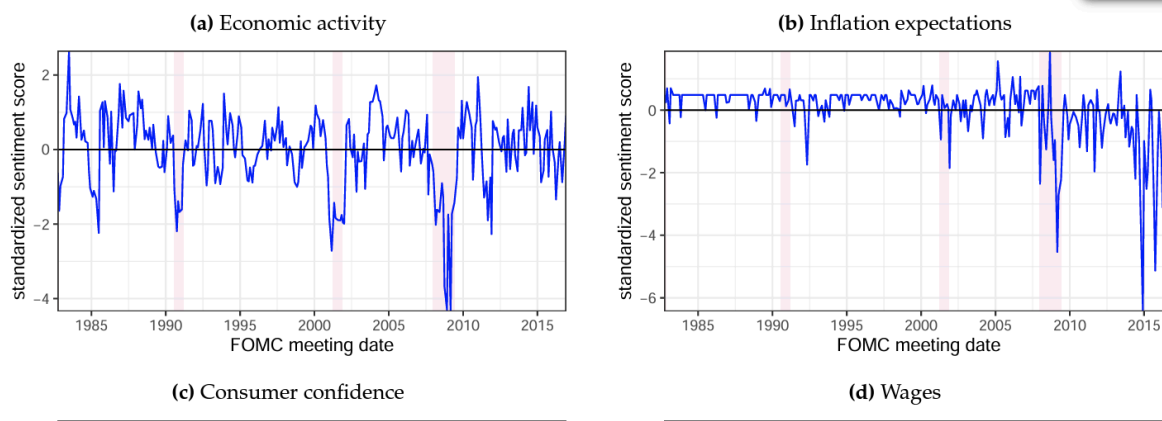 (a) Economic activity
standardized sentiment score
2
0
−2
−4
1985 1990 1995 2000 2005 2010 2015
FOMC meeting date
(b) Inflation expectations
standardized sentiment score
0
−2
−4
−6
1985 1990 1995 2000 2005 2010 2015
FOMC meeting date
(c) Consumer confidence
(d) Wages